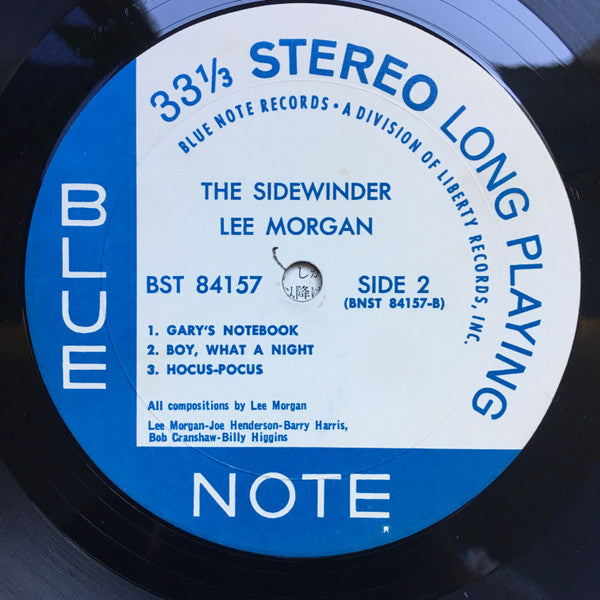 33⅓ STEREO LONG PLAYING
BLUE NOTE RECORDS • A DIVISION OF LIBERTY RECORDS, INC.
THE SIDEWINDER
LEE MORGAN
BST 84157
SIDE 2
(BNST 84157-B)
1. GARY'S NOTEBOOK
2. BOY, WHAT A NIGHT
3. HOCUS-POCUS
All compositions by Lee Morgan
Lee Morgan-Joe Henderson-Barry Harris,
Bob Cranshaw-Billy Higgins
BLUE
NOTE
R